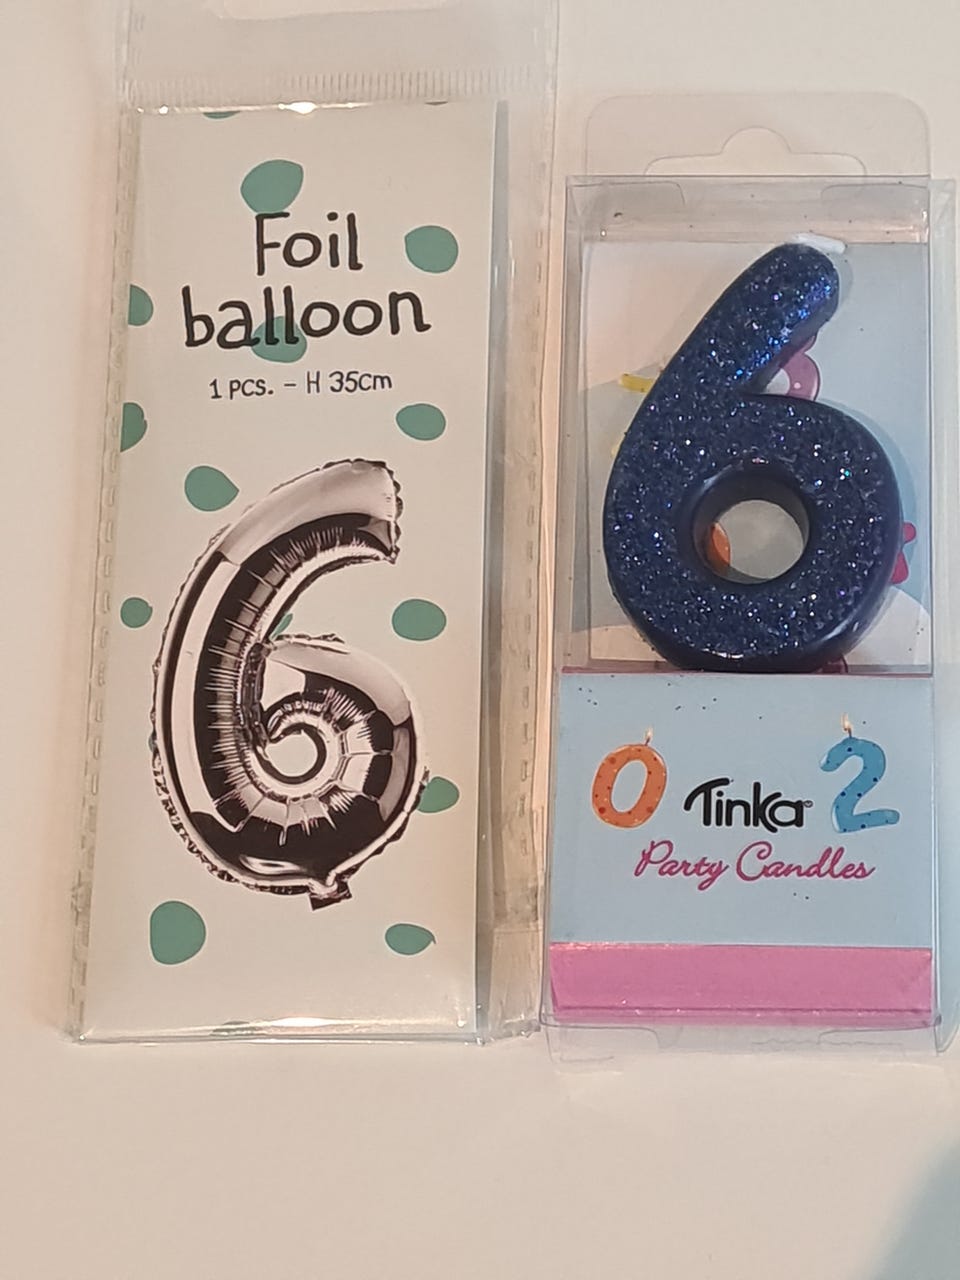 Foil
balloon
1 PCS. - H 35cm
6
6
0 Tinka 2
Party Candles